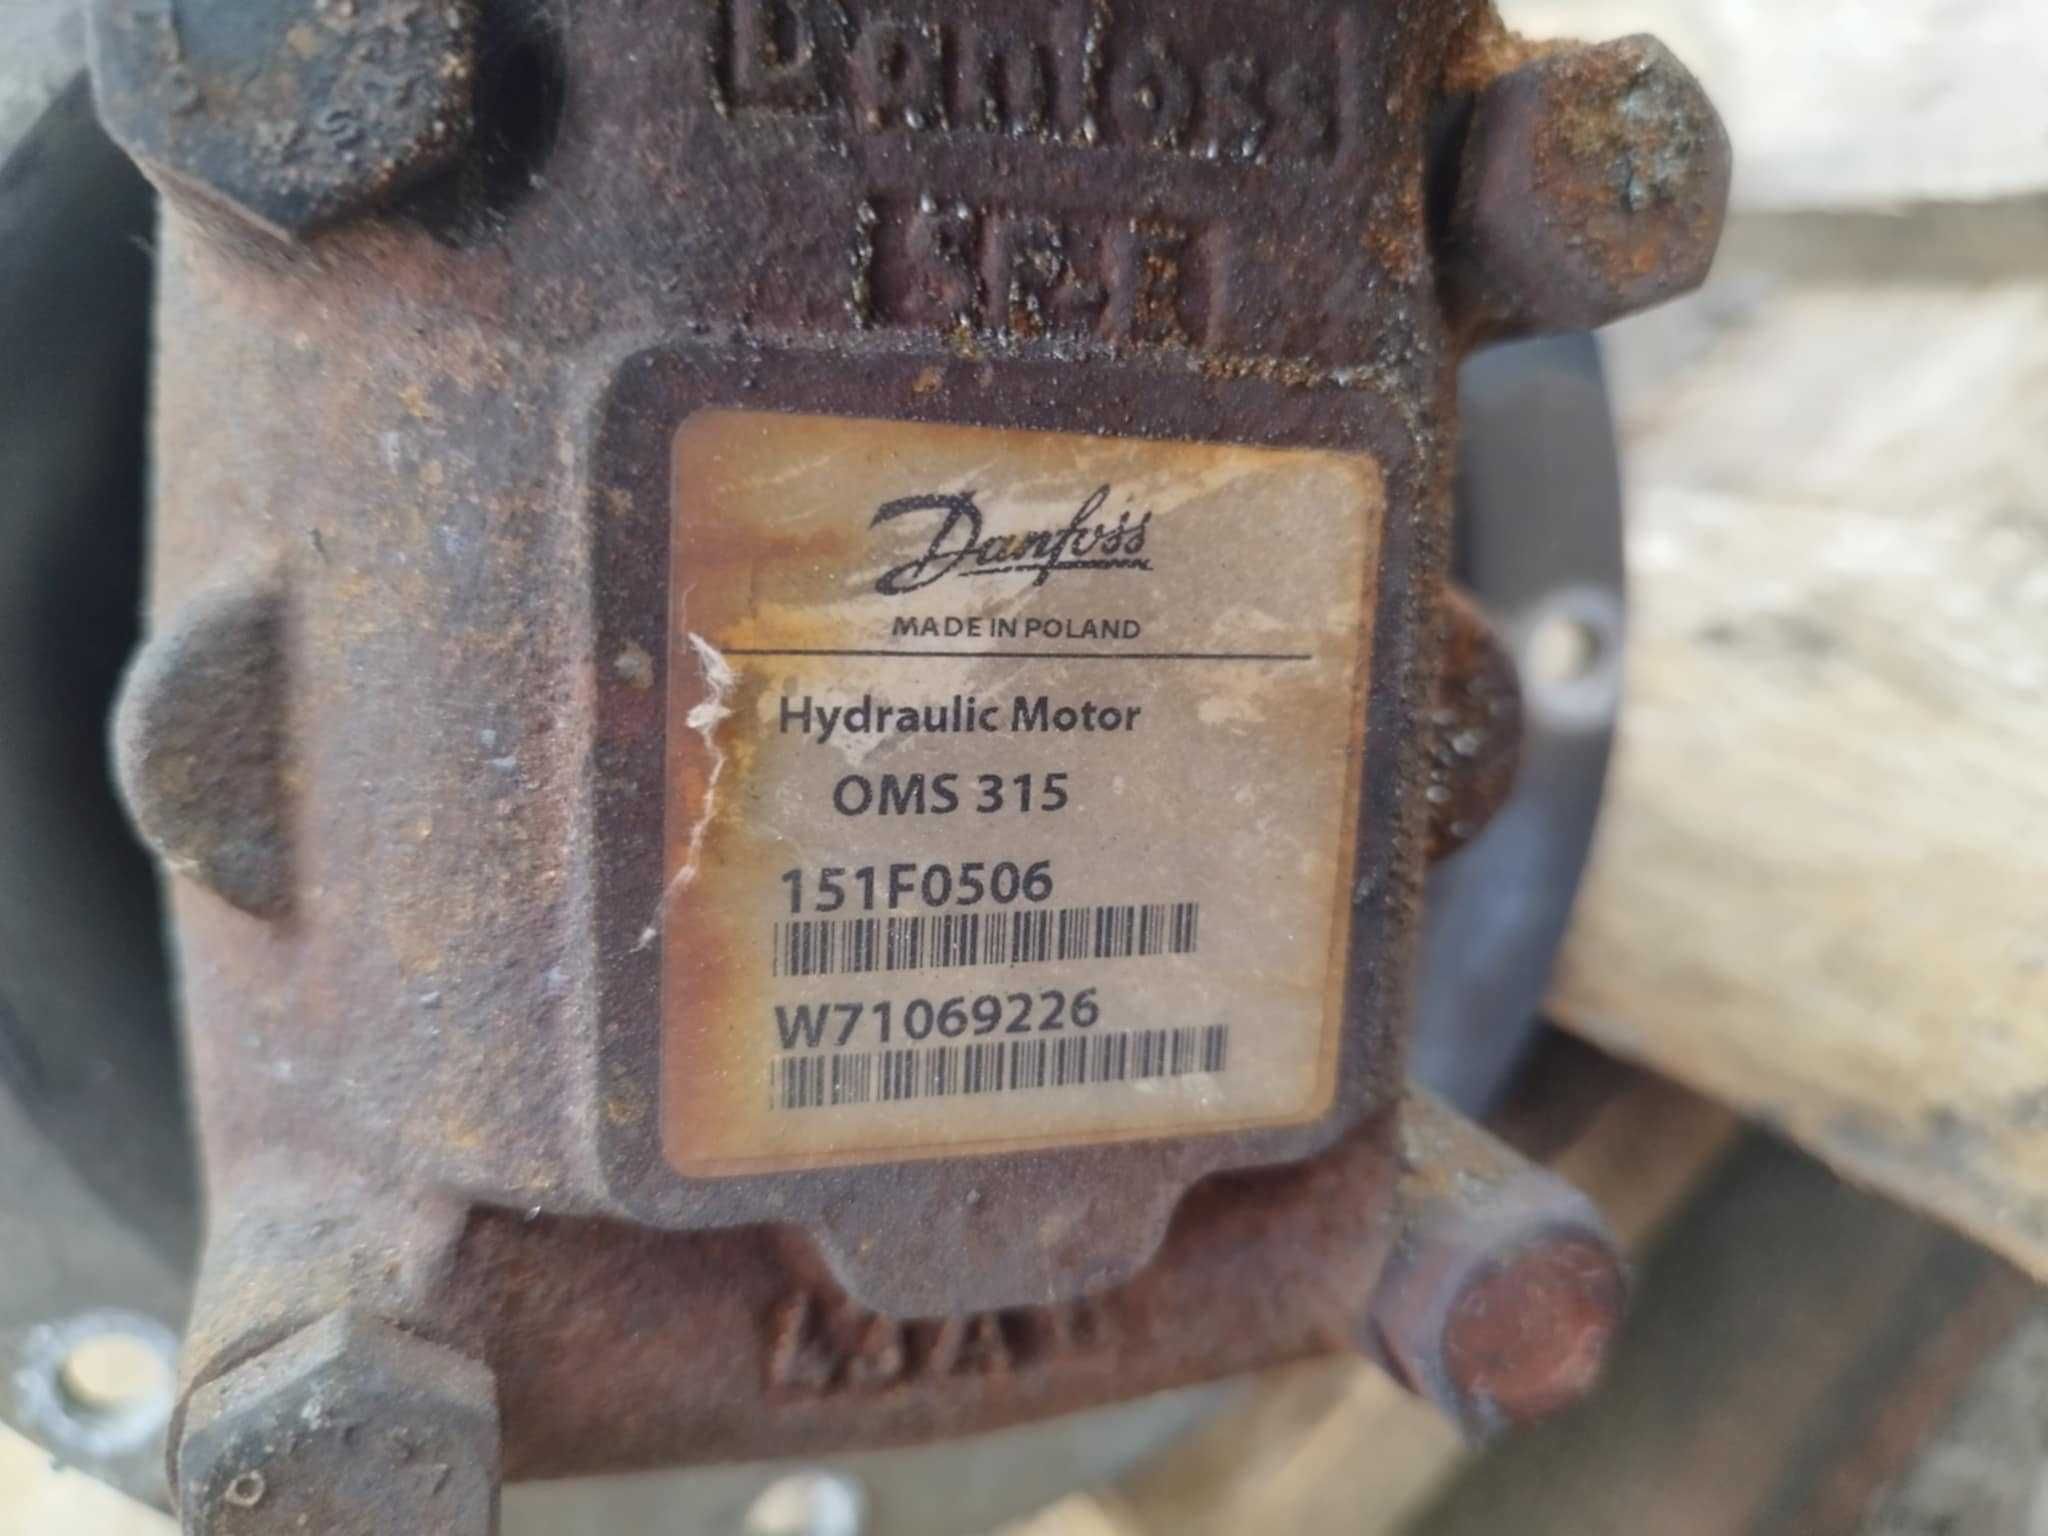 Danfoss
Danfoss
MADE IN POLAND
Hydraulic Motor
OMS 315
151F0506
W71069226